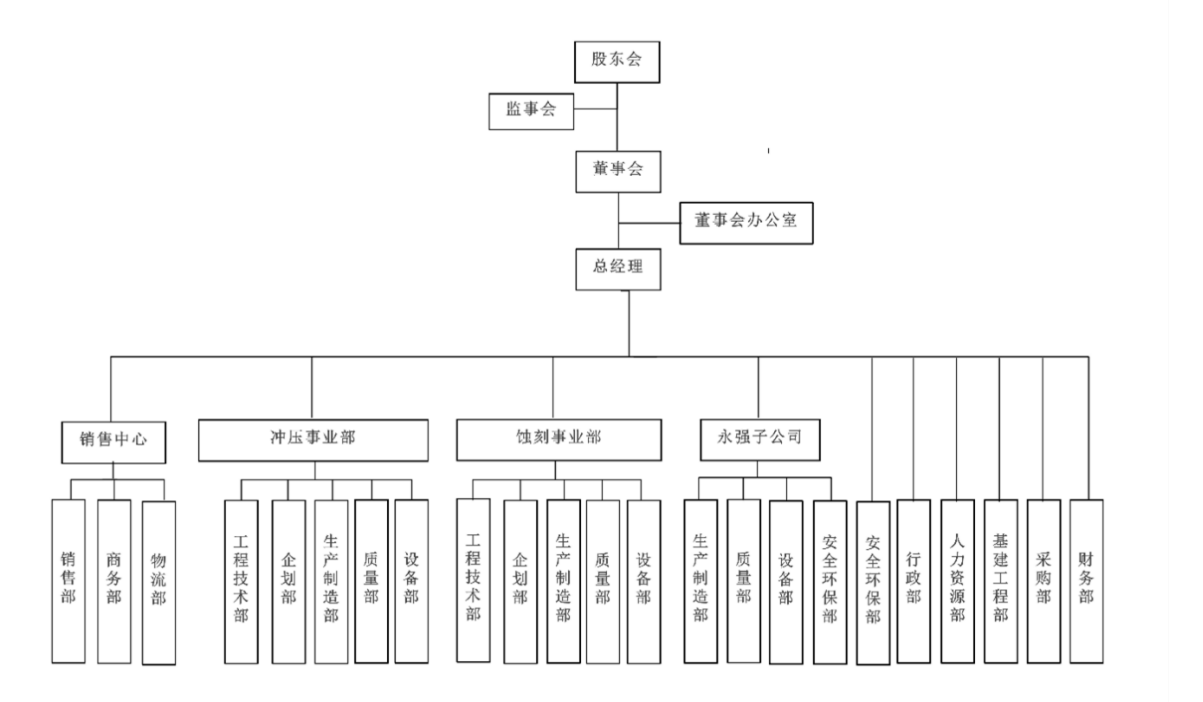 股东会
监事会
董事会
董事会办公室
总经理
销售中心
冲压事业部
蚀刻事业部
永强子公司
销售部
商务部
物流部
工程技术部
企划部
生产制造部
质量部
设备部
工程技术部
企划部
生产制造部
质量部
设备部
生产制造部
质量部
设备部
安全环保部
安全环保部
行政部
人力资源部
基建工程部
采购部
财务部